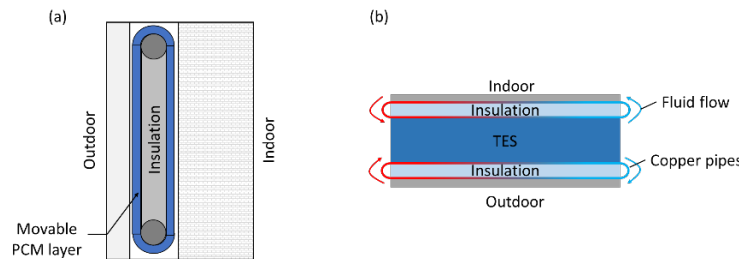 (a)
Outdoor
Insulation
Indoor
Movable
PCM layer
(b)
Indoor
Insulation
Fluid flow
TES
Copper pipes
Insulation
Outdoor